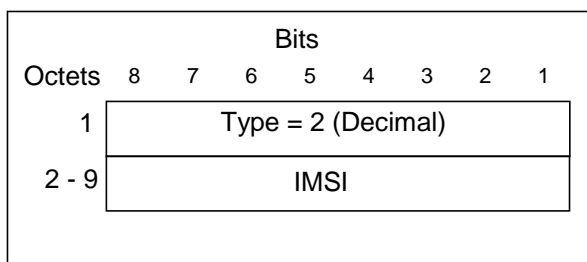 Bits
Octets 8 7 6 5 4 3 2 1
1 Type = 2 (Decimal)
2 - 9 IMSI